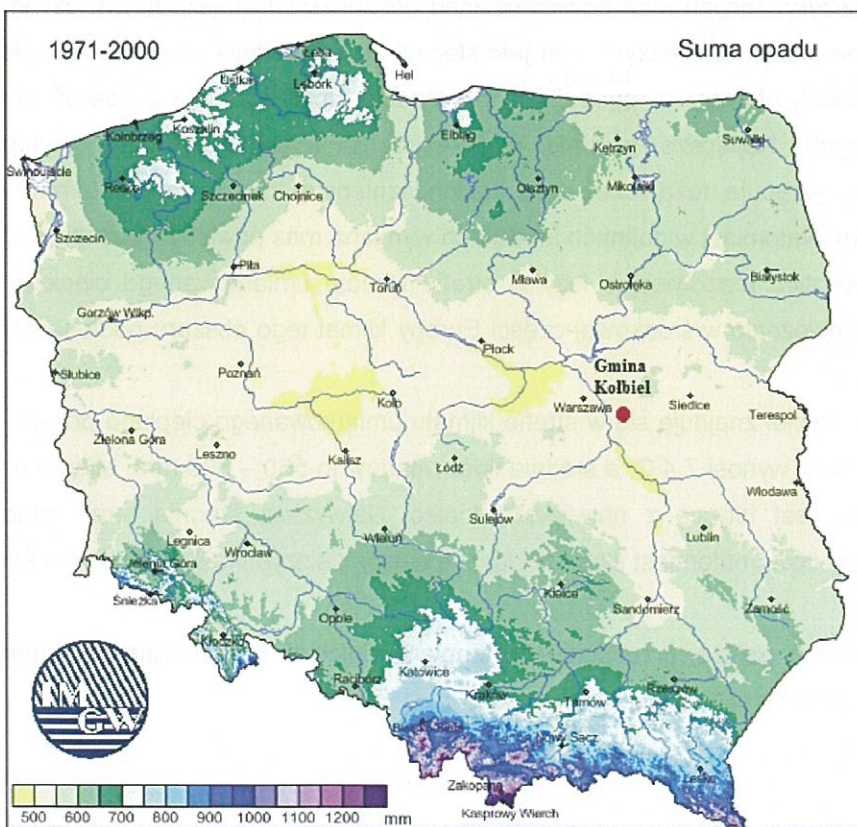 1971-2000
Suma opadu
Łeba
Ustka
Lębork
Hel
Koszalin
Kołobrzeg
Elbląg
Kętrzyn
Suwałki
Świnoujście
Resko
Szczecinek
Chojnice
Olsztyn
Mikołajki
Szczecin
Piła
Toruń
Mława
Ostrołęka
Białystok
Gorzów Wlkp.
Płock
Słubice
Poznań
Gmina
Kołbiel
Koło
Warszawa
Siedlce
Terespol
Zielona Góra
Leszno
Kalisz
Łódź
Włodawa
Sulejów
Legnica
Wrocław
Wieluń
Lublin
Jelenia Góra
Śnieżka
Kielce
Opole
Sandomierz
Zamość
Kłodzko
Katowice
Racibórz
Kraków
Tarnów
Rzeszów
IM
GW
Nowy Sącz
Lesko
Zakopane
Kasprowy Wierch
500 600 700 800 900 1000 1100 1200 mm